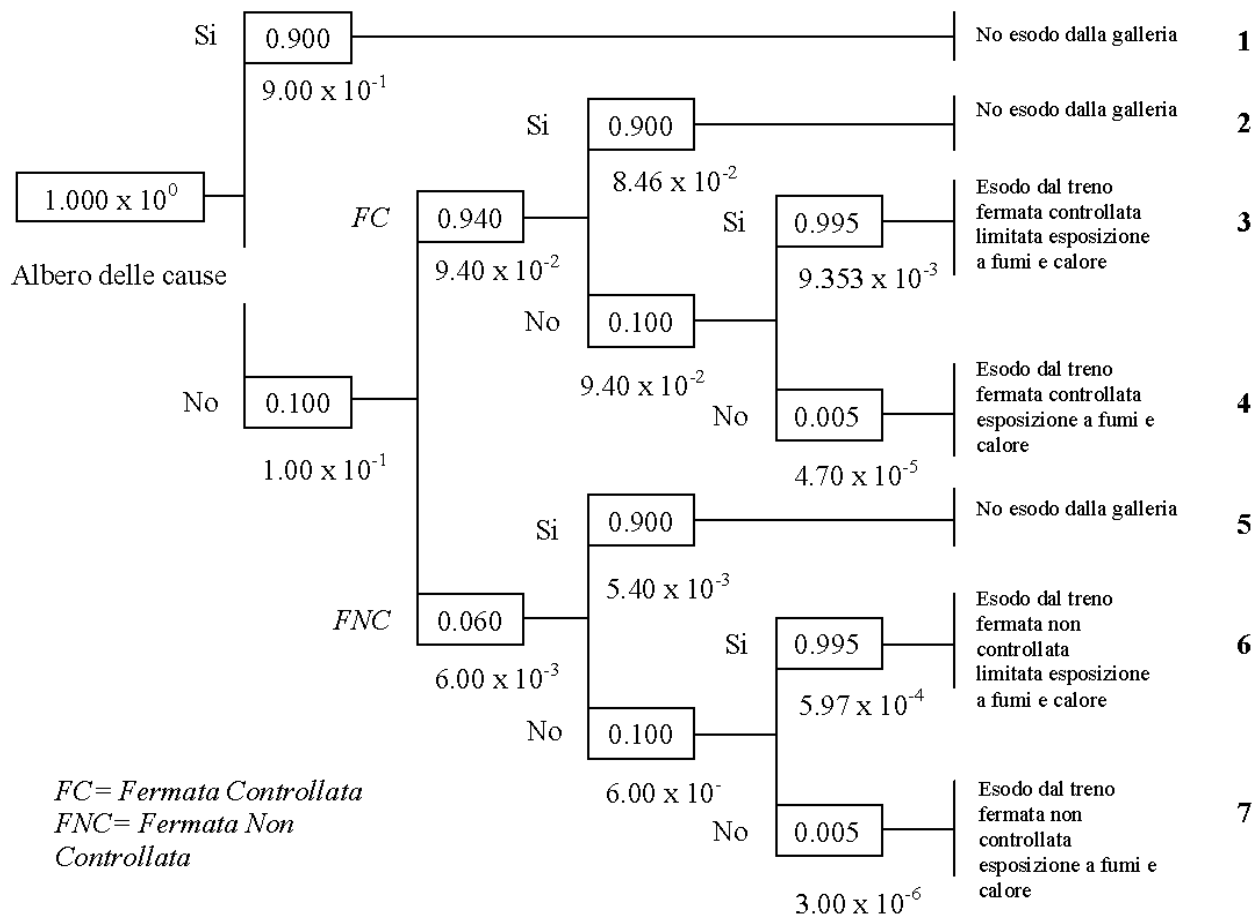 Si
0.900
9.00 x 10⁻¹
No esodo dalla galleria
1
Si
0.900
8.46 x 10⁻²
No esodo dalla galleria
2
1.000 x 10⁰
Albero delle cause
FC
0.940
9.40 x 10⁻²
Si
0.995
9.353 x 10⁻³
Esodo dal treno
fermata controllata
limitata esposizione
a fumi e calore
3
No
0.100
9.40 x 10⁻²
No
0.005
4.70 x 10⁻⁵
Esodo dal treno
fermata controllata
esposizione a fumi e
calore
4
No
0.100
1.00 x 10⁻¹
Si
0.900
5.40 x 10⁻³
No esodo dalla galleria
5
FNC
0.060
6.00 x 10⁻³
Si
0.995
5.97 x 10⁻⁴
Esodo dal treno
fermata non
controllata
limitata esposizione
a fumi e calore
6
No
0.100
6.00 x 10⁻
No
0.005
3.00 x 10⁻⁶
Esodo dal treno
fermata non
controllata
esposizione a fumi e
calore
7
FC= Fermata Controllata
FNC= Fermata Non
Controllata